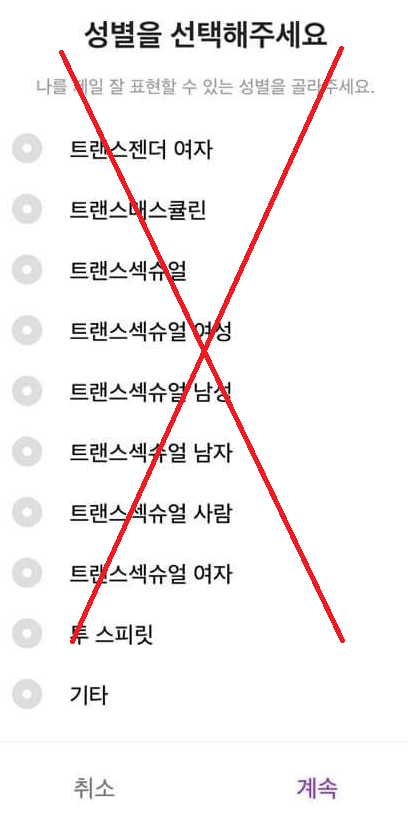 성별을 선택해주세요
나를 제일 잘 표현할 수 있는 성별을 골라주세요.
트랜스젠더 여자
트랜스매스큘린
트랜스섹슈얼
트랜스섹슈얼 여성
트랜스섹슈얼 남성
트랜스섹슈얼 남자
트랜스섹슈얼 사람
트랜스섹슈얼 여자
투 스피릿
기타
취소
계속